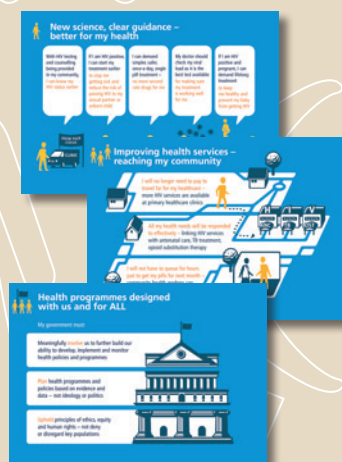 New science, clear guidance –
better for my health
With HIV testing
and counselling
being provided
in my community,
I can know my
HIV status earlier
If I am HIV positive,
I can start my
treatment earlier
to stop me
getting sick and
reduce the risk of
passing HIV to my
sexual partner or
unborn child
I can demand
simpler, safer,
once-a-day, single
pill treatment –
no more second
rate drugs for me
My doctor should
check my viral
load as it is the
best test available
for making sure
my treatment
is working well
for me
If I am HIV
positive and
pregnant, I can
demand lifelong
treatment
to keep
me healthy and
prevent my baby
from getting HIV
CLINIC
Improving health services –
reaching my community
I will no longer need to pay to
travel far for my healthcare –
more HIV services are available
at primary healthcare clinics
All my health needs will be responded
to effectively – linking HIV services
with antenatal care, TB treatment,
opioid substitution therapy
I will not have to queue for hours
just to get my pills for next month –
Health programmes designed
with us and for ALL
My government must:
Meaningfully involve us to further build our
ability to develop, implement and monitor
health policies and programmes
Plan health programmes and
policies based on evidence and
data – not ideology or politics
Uphold principles of ethics, equity
and human rights – not deny
or disregard key populations